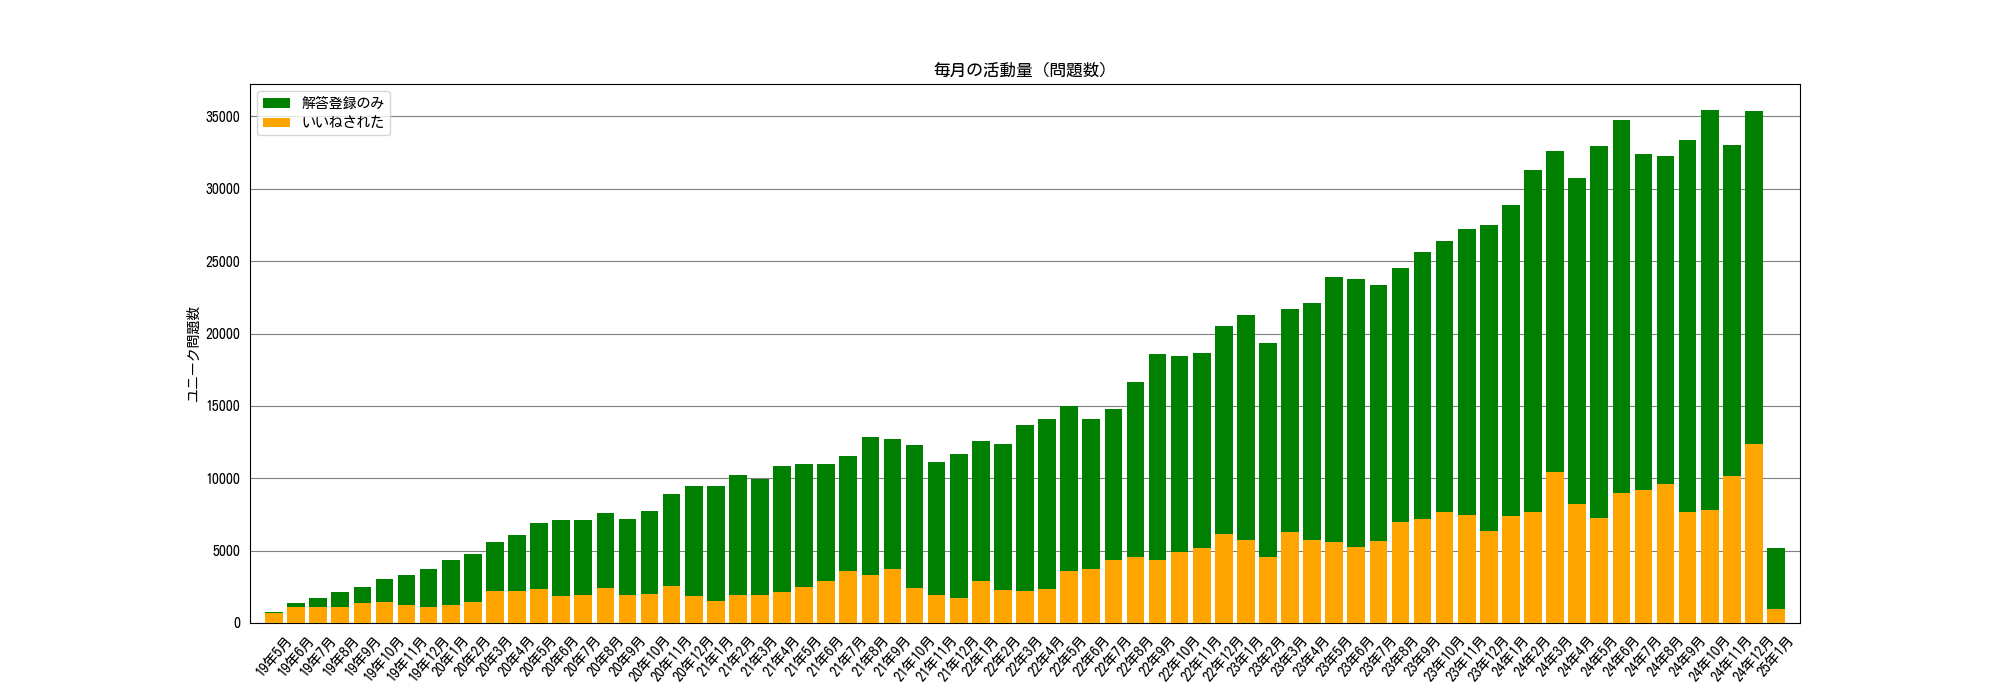 毎月の活動量（問題数）
解答登録のみ
いいねされた
ユニーク問題数
35000
30000
25000
20000
15000
10000
5000
0
19年5月
19年6月
19年7月
19年8月
19年9月
19年10月
19年11月
19年12月
20年1月
20年2月
20年3月
20年4月
20年5月
20年6月
20年7月
20年8月
20年9月
20年10月
20年11月
20年12月
21年1月
21年2月
21年3月
21年4月
21年5月
21年6月
21年7月
21年8月
21年9月
21年10月
21年11月
21年12月
22年1月
22年2月
22年3月
22年4月
22年5月
22年6月
22年7月
22年8月
22年9月
22年10月
22年11月
22年12月
23年1月
23年2月
23年3月
23年4月
23年5月
23年6月
23年7月
23年8月
23年9月
23年10月
23年11月
23年12月
24年1月
24年2月
24年3月
24年4月
24年5月
24年6月
24年7月
24年8月
24年9月
24年10月
24年11月
24年12月
25年1月